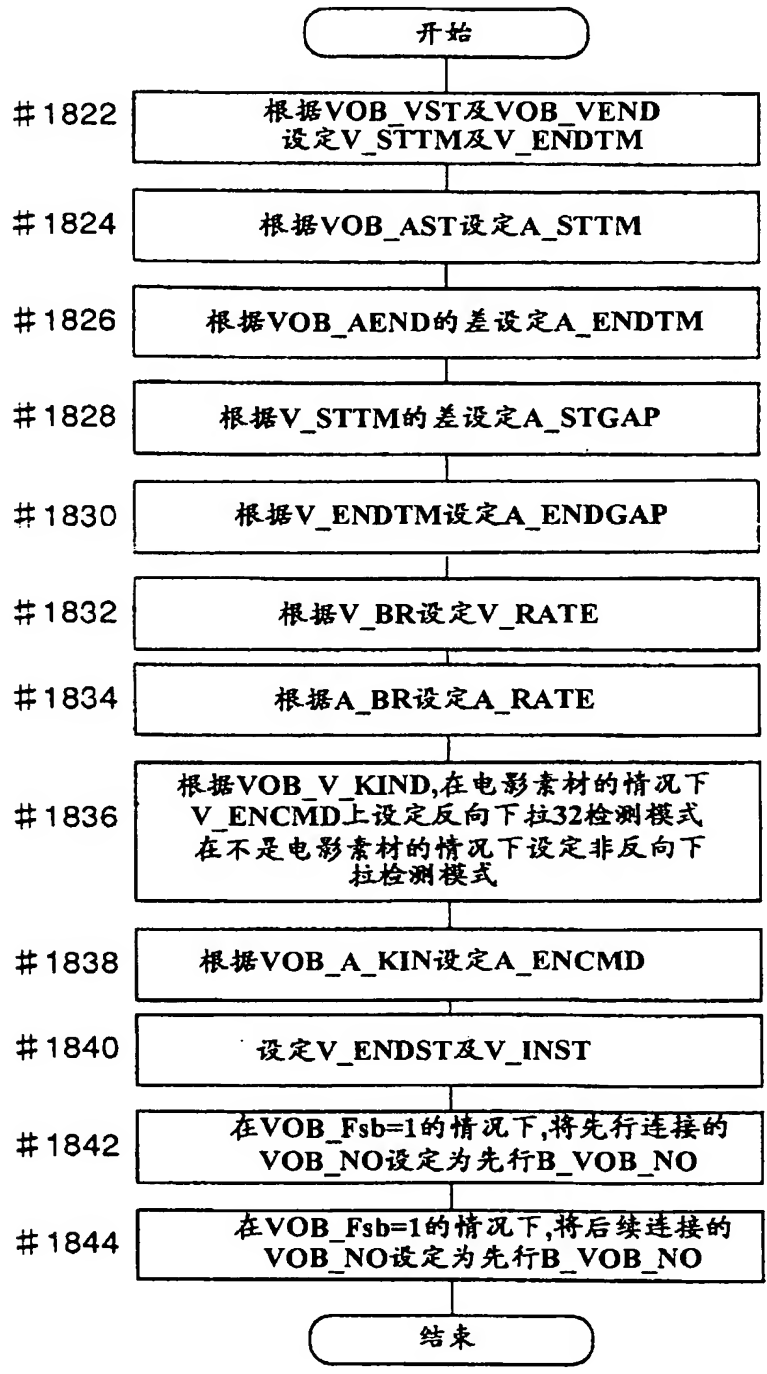 开始
#1822
根据VOB_VST及VOB_VEND
设定V_STTM及V_ENDTM
#1824
根据VOB_AST设定A_STTM
#1826
根据VOB_AEND的差设定A_ENDTM
#1828
根据V_STTM的差设定A_STGAP
#1830
根据V_ENDTM设定A_ENDGAP
#1832
根据V_BR设定V_RATE
#1834
根据A_BR设定A_RATE
#1836
根据VOB_V_KIND,在电影素材的情况下
V_ENCMD上设定反向下拉32检测模式
在不是电影素材的情况下设定非反向下
拉检测模式
#1838
根据VOB_A_KIN设定A_ENCMD
#1840
设定V_ENDST及V_INST
#1842
在VOB_Fsb=1的情况下,将先行连接的
VOB_NO设定为先行B_VOB_NO
#1844
在VOB_Fsb=1的情况下,将后续连接的
VOB_NO设定为先行B_VOB_NO
结束